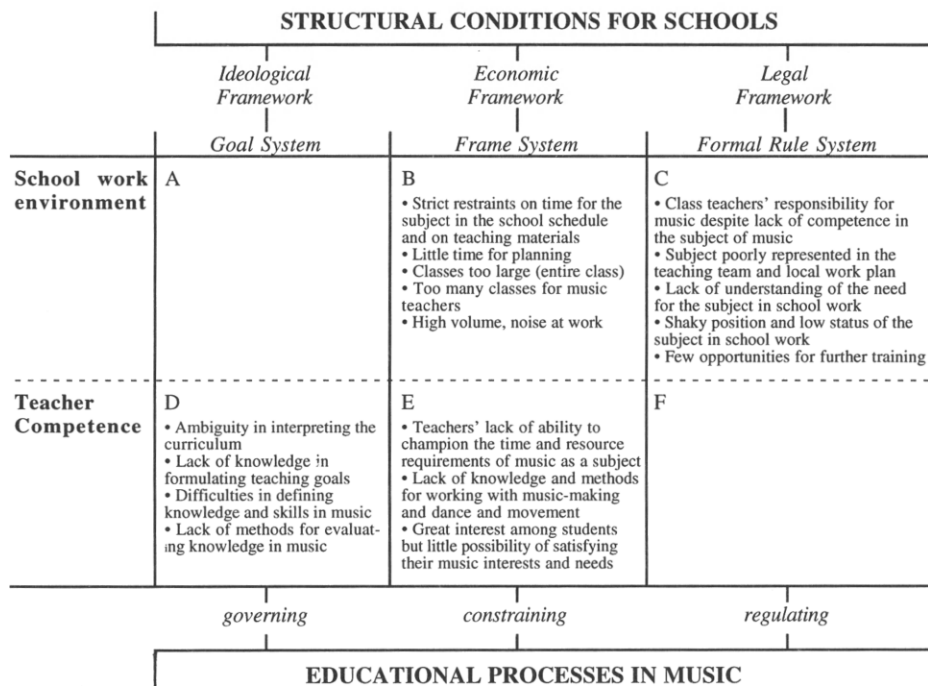 STRUCTURAL CONDITIONS FOR SCHOOLS
Ideological
Framework
Economic
Framework
Legal
Framework
Goal System
Frame System
Formal Rule System
School work
environment
A
B
• Strict restraints on time for the
subject in the school schedule
and on teaching materials
• Little time for planning
• Classes too large (entire class)
• Too many classes for music
teachers
• High volume, noise at work
C
• Class teachers' responsibility for
music despite lack of competence in
the subject of music
• Subject poorly represented in the
teaching team and local work plan
• Lack of understanding of the need
for the subject in school work
• Shaky position and low status of the
subject in school work
• Few opportunities for further training
Teacher
Competence
D
• Ambiguity in interpreting the
curriculum
• Lack of knowledge in
formulating teaching goals
• Difficulties in defining
knowledge and skills in music
• Lack of methods for evaluat-
ing knowledge in music
E
• Teachers' lack of ability to
champion the time and resource
requirements of music as a subject
• Lack of knowledge and methods
for working with music-making
and dance and movement
• Great interest among students
but little possibility of satisfying
their music interests and needs
F
governing
constraining
regulating
EDUCATIONAL PROCESSES IN MUSIC